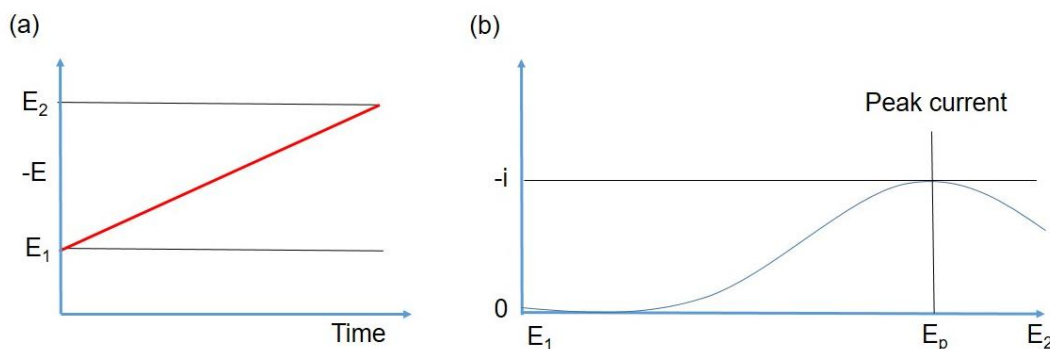 (a)
E₂
-E
E₁
Time
(b)
Peak current
-i
0
E₁
Eₚ
E₂